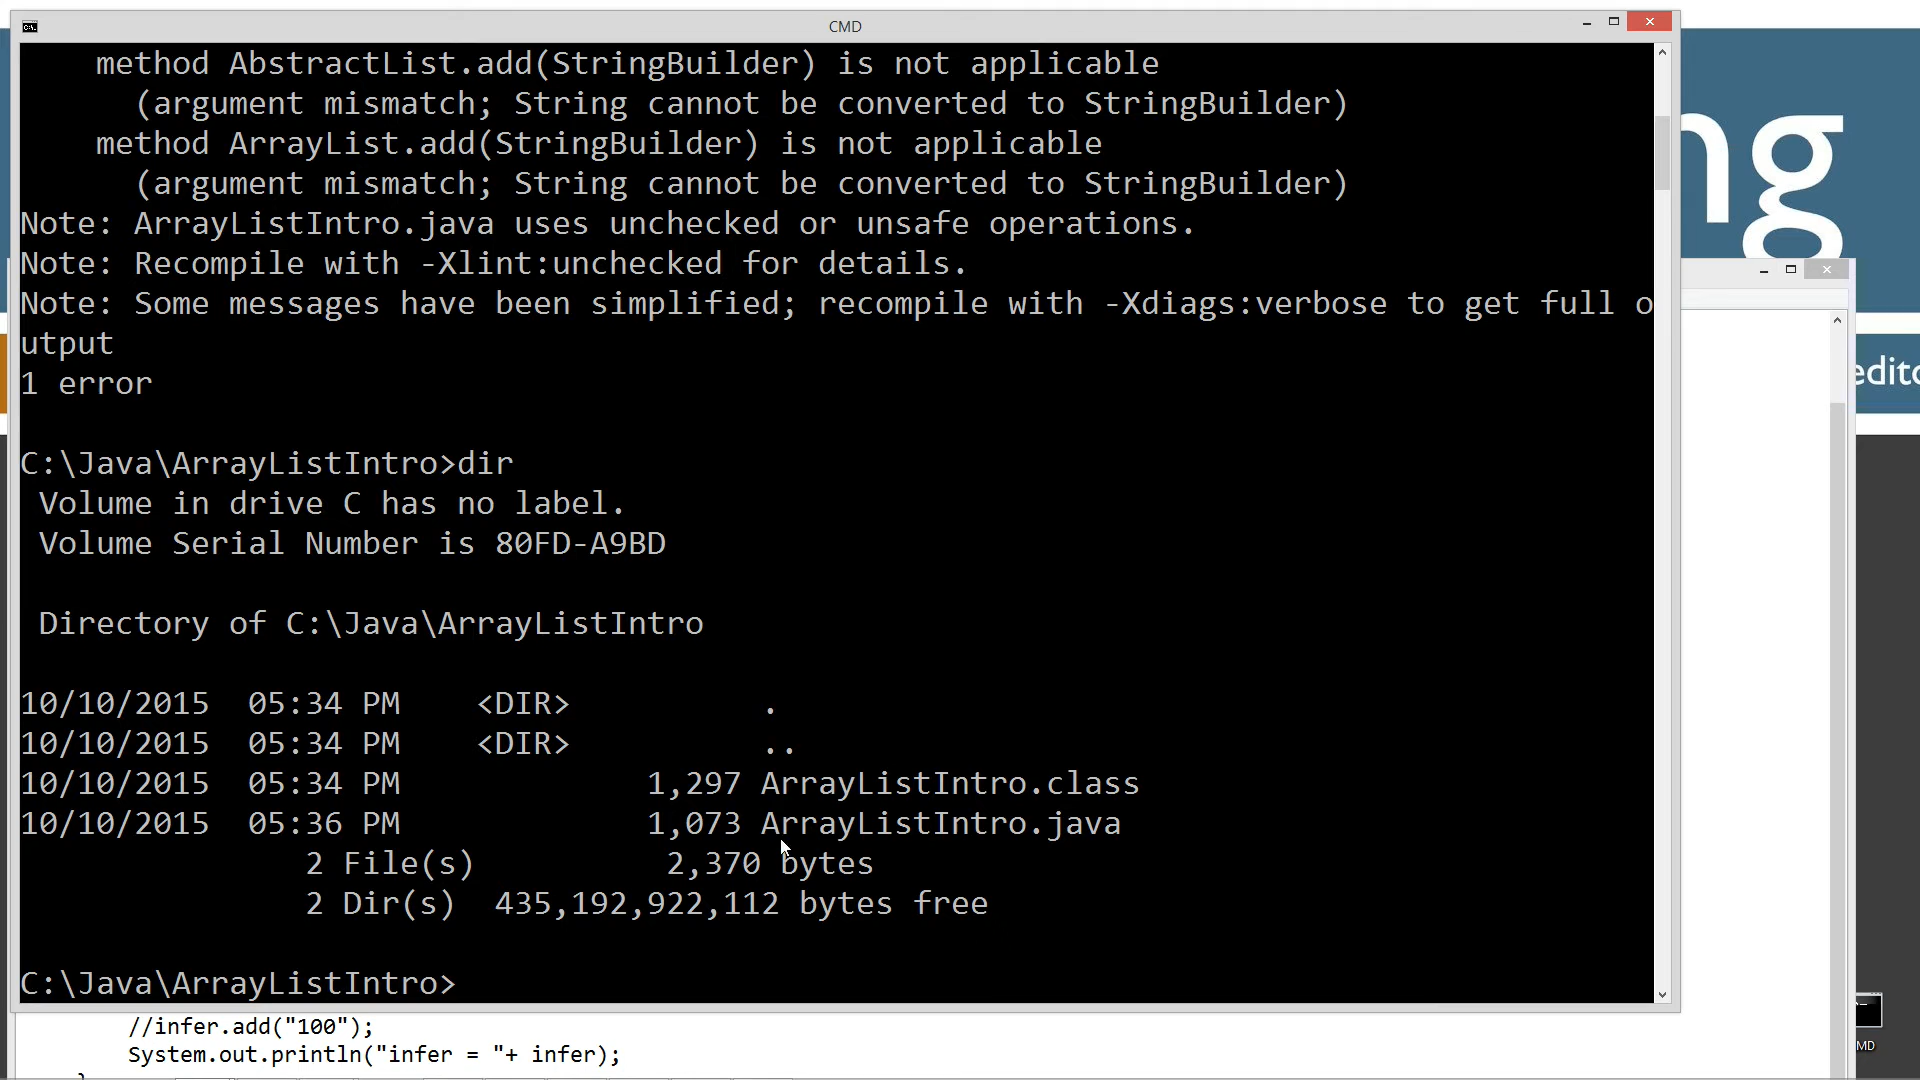 CMD
method AbstractList.add(StringBuilder) is not applicable
(argument mismatch; String cannot be converted to StringBuilder)
method ArrayList.add(StringBuilder) is not applicable
(argument mismatch; String cannot be converted to StringBuilder)
Note: ArrayListIntro.java uses unchecked or unsafe operations.
Note: Recompile with -Xlint:unchecked for details.
Note: Some messages have been simplified; recompile with -Xdiags:verbose to get full o
utput
1 error
C:\Java\ArrayListIntro>dir
Volume in drive C has no label.
Volume Serial Number is 80FD-A9BD
Directory of C:\Java\ArrayListIntro
10/10/2015 05:34 PM <DIR> .
10/10/2015 05:34 PM <DIR> ..
10/10/2015 05:34 PM 1,297 ArrayListIntro.class
10/10/2015 05:36 PM 1,073 ArrayListIntro.java
2 File(s) 2,370 bytes
2 Dir(s) 435,192,922,112 bytes free
C:\Java\ArrayListIntro>
//infer.add("100");
System.out.println("infer = "+ infer);
}